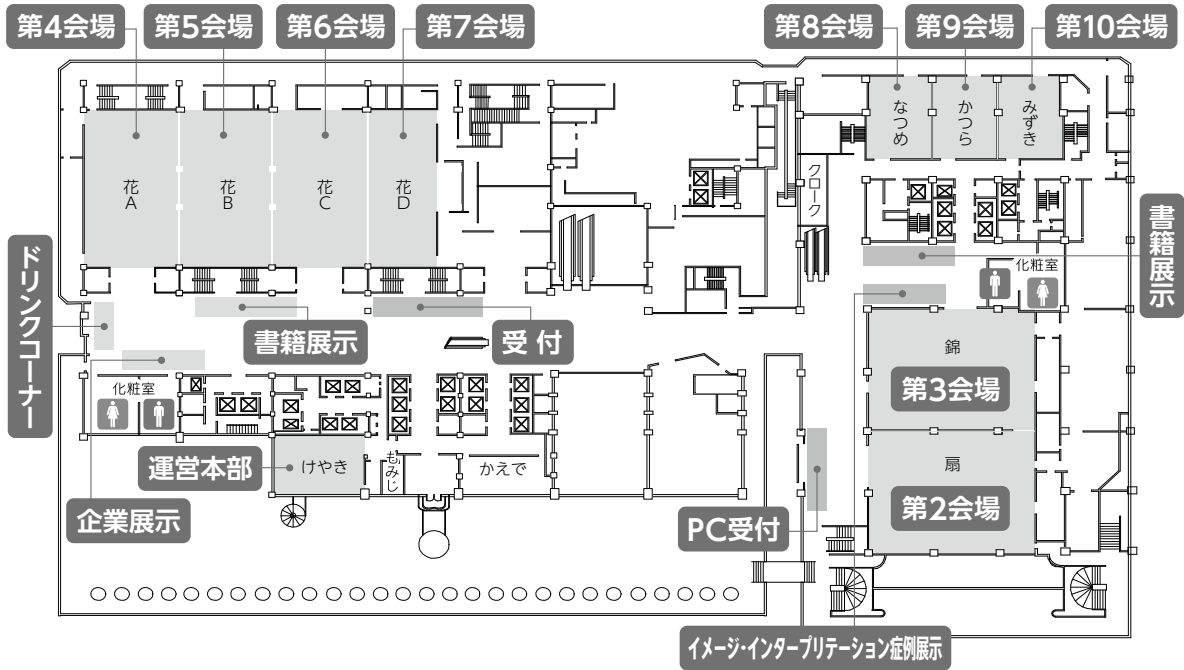 第4会場
第5会場
第6会場
第7会場
第8会場
第9会場
第10会場
花A
花B
花C
花D
なつめ
かつら
みずき
クローク
書籍展示
化粧室
ドリンクコーナー
書籍展示
受付
錦
第3会場
化粧室
運営本部
けやき
もみじ
かえで
扇
第2会場
企業展示
PC受付
イメージ・インタープリテーション症例展示